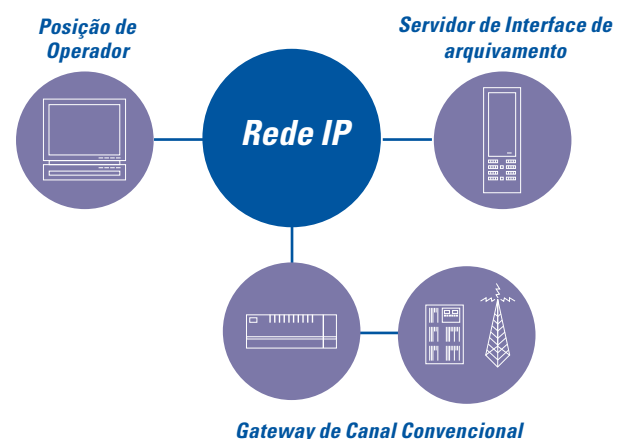 Posição de
Operador
Servidor de Interface de
arquivamento
Rede IP
Gateway de Canal Convencional